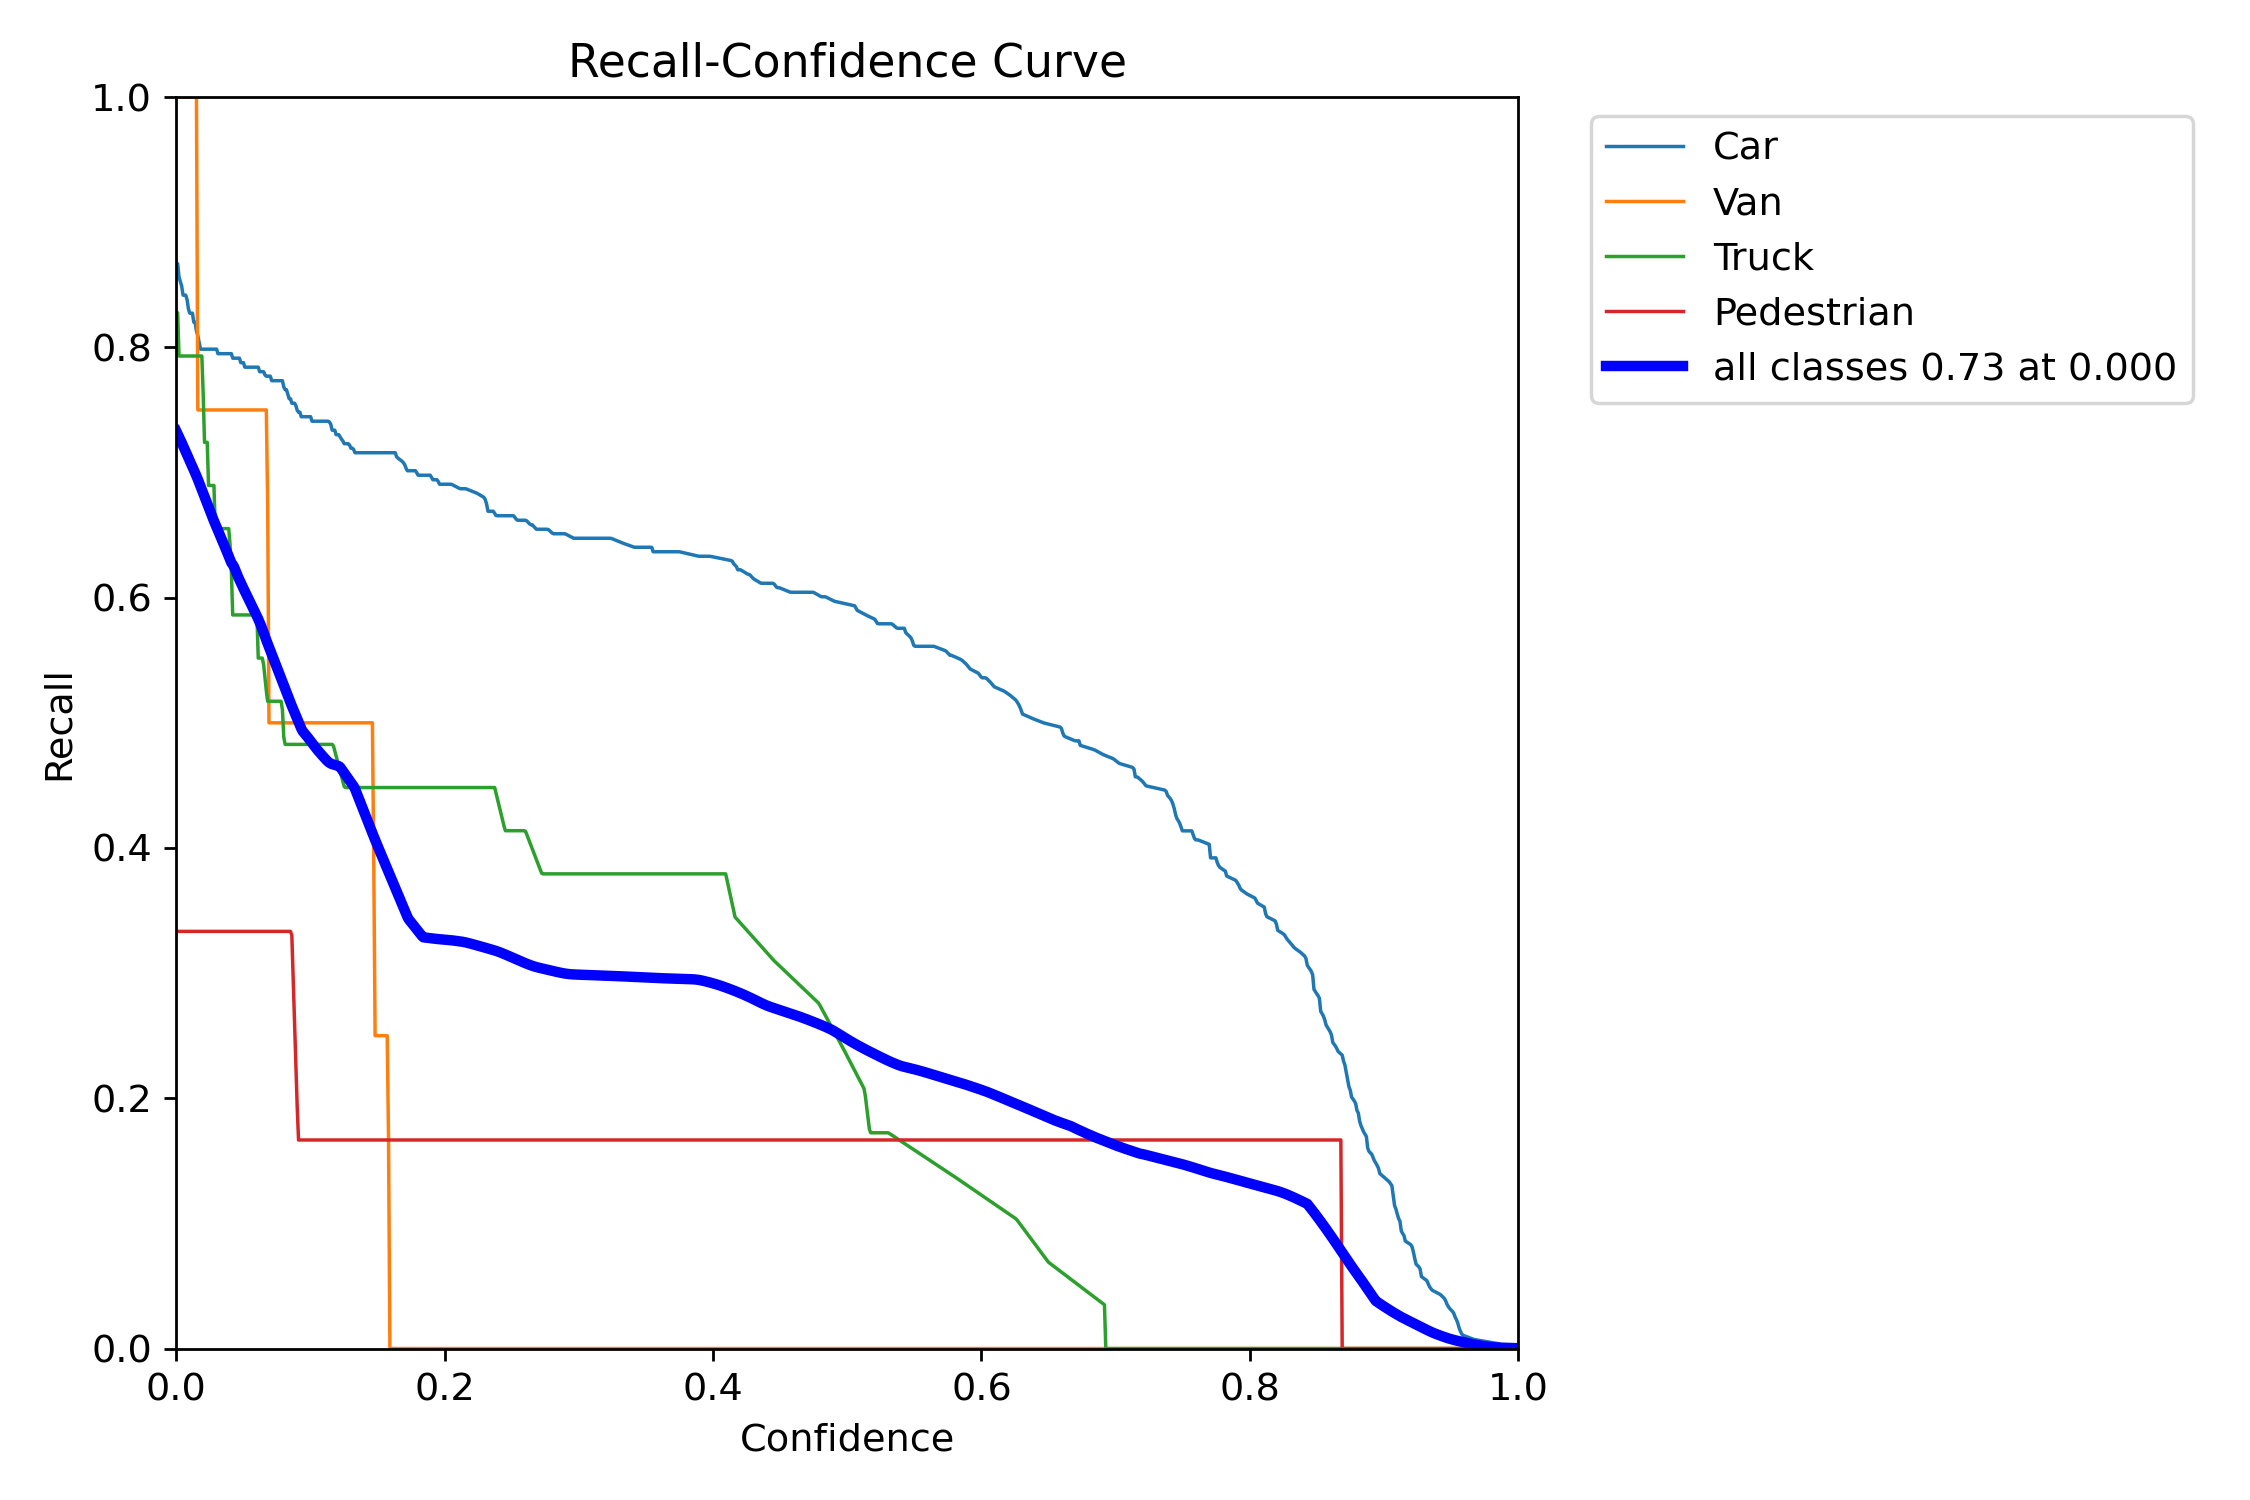 Recall-Confidence Curve
1.0
0.8
0.6
0.4
0.2
0.0
Recall
0.0 0.2 0.4 0.6 0.8 1.0
Confidence
Car
Van
Truck
Pedestrian
all classes 0.73 at 0.000